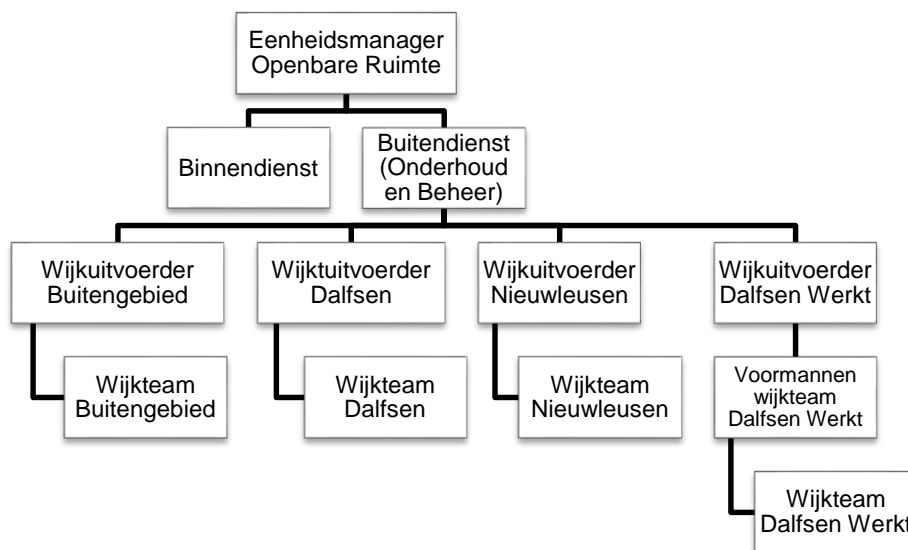 Eenheidsmanager
Openbare Ruimte
Binnendienst
Buitendienst
(Onderhoud
en Beheer)
Wijkuitvoerder
Buitengebied
Wijktuitvoerder
Dalfsen
Wijkuitvoerder
Nieuwleusen
Wijkuitvoerder
Dalfsen Werkt
Wijkteam
Buitengebied
Wijkteam
Dalfsen
Wijkteam
Nieuwleusen
Voormannen
wijkteam
Dalfsen Werkt
Wijkteam
Dalfsen Werkt